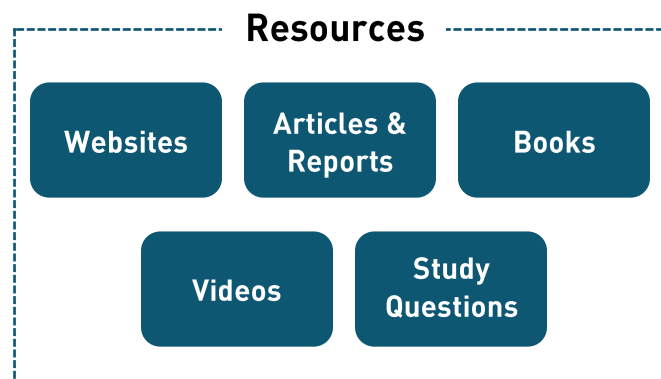 Resources
Websites
Articles &
Reports
Books
Videos
Study
Questions